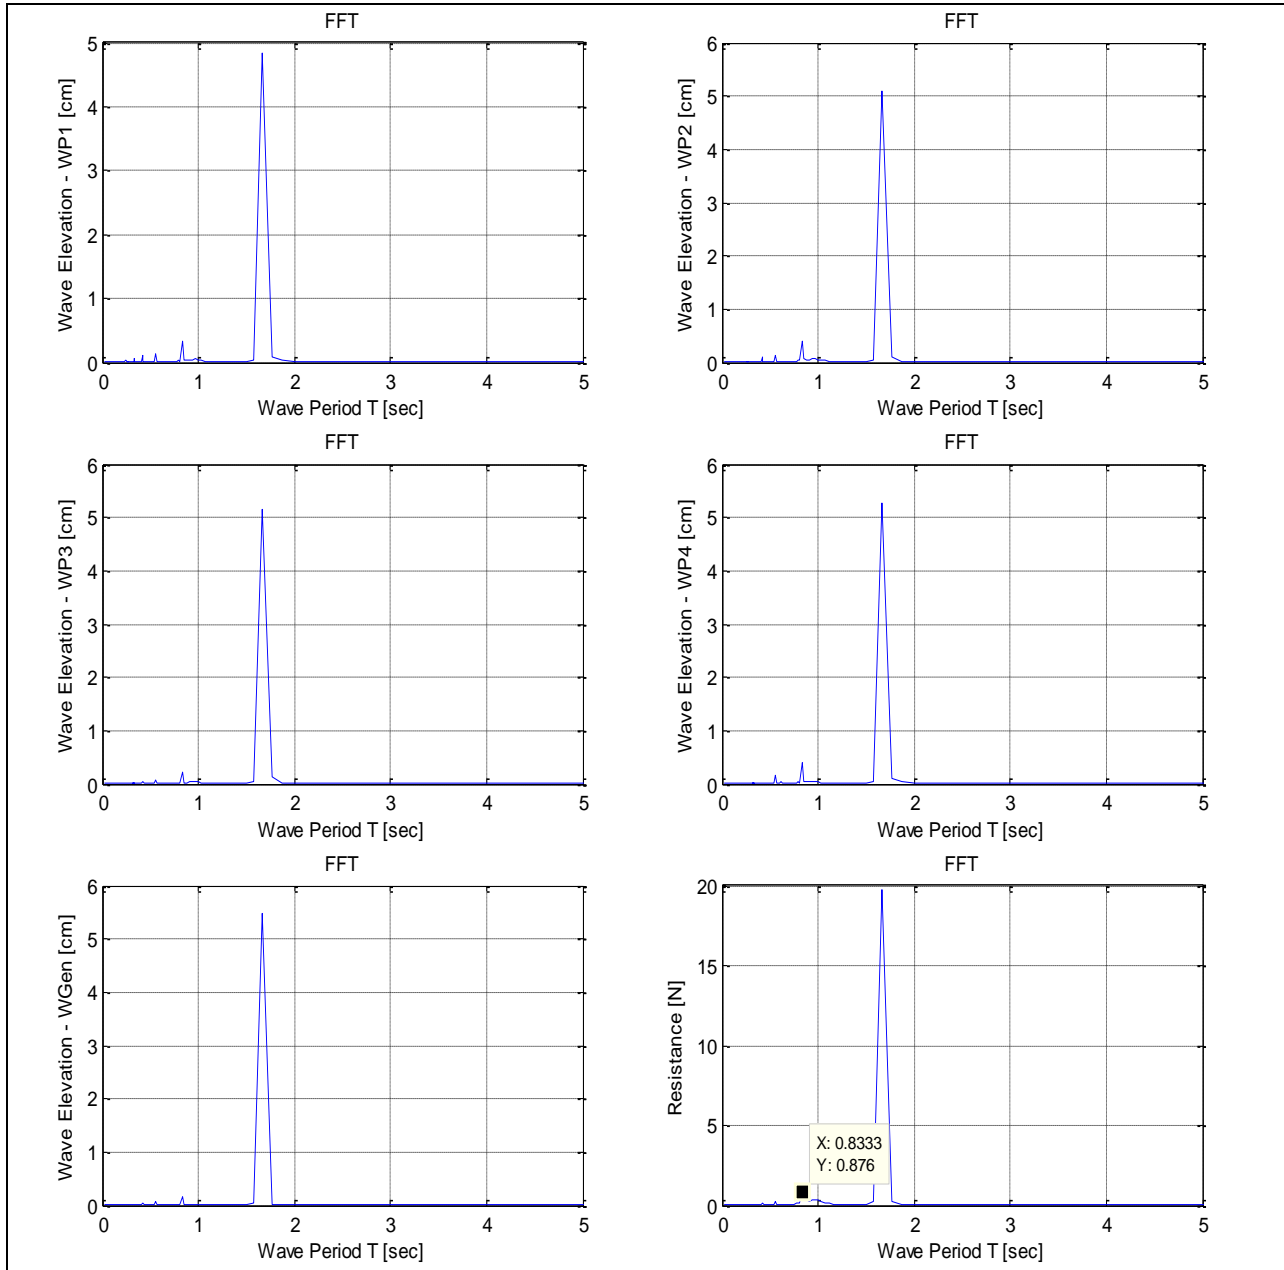 FFT
Wave Elevation - WP1 [cm]
5
4
3
2
1
0
0 1 2 3 4 5
Wave Period T [sec]
FFT
Wave Elevation - WP2 [cm]
6
5
4
3
2
1
0
0 1 2 3 4 5
Wave Period T [sec]
FFT
Wave Elevation - WP3 [cm]
6
5
4
3
2
1
0
0 1 2 3 4 5
Wave Period T [sec]
FFT
Wave Elevation - WP4 [cm]
6
5
4
3
2
1
0
0 1 2 3 4 5
Wave Period T [sec]
FFT
Wave Elevation - WGen [cm]
6
5
4
3
2
1
0
0 1 2 3 4 5
Wave Period T [sec]
FFT
Resistance [N]
20
15
10
5
0
X: 0.8333
Y: 0.876
0 1 2 3 4 5
Wave Period T [sec]